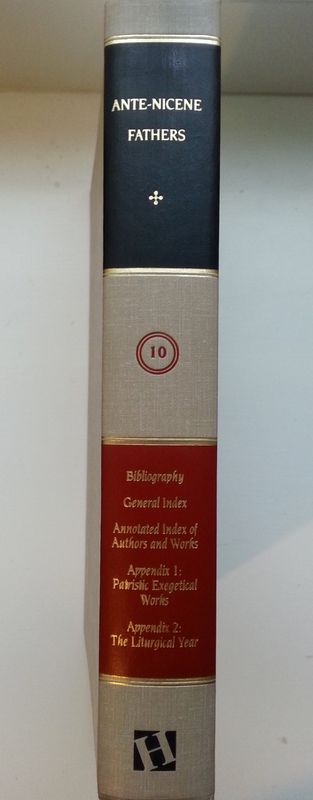 ANTE-NICENE
FATHERS
10
Bibliography
General Index
Annotated Index of
Authors and Works
Appendix 1:
Patristic Exegetical
Works
Appendix 2:
The Liturgical Year
H